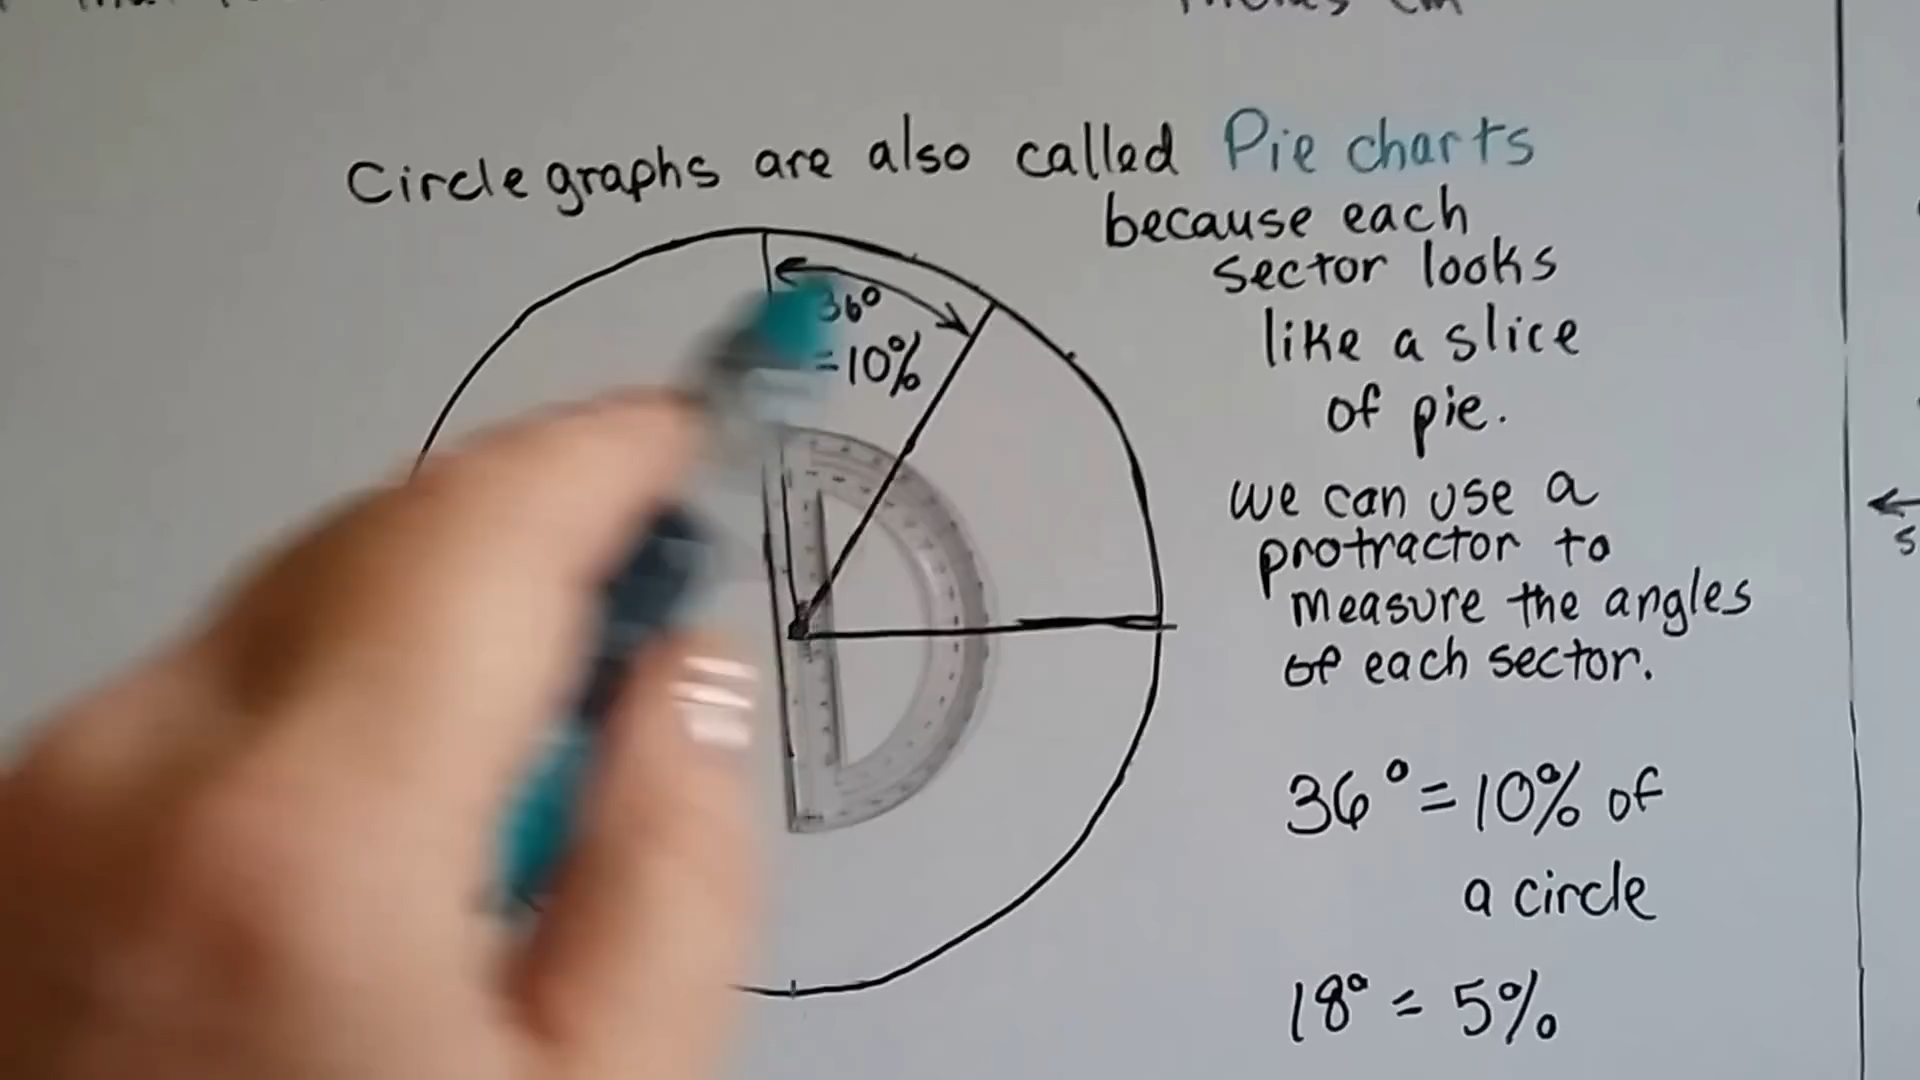 Circle graphs are also called Pie charts
because each
sector looks
like a slice
of pie.
36°
=10%
we can use a
protractor to
measure the angles
of each sector.
36° = 10% of
a circle
18° = 5%